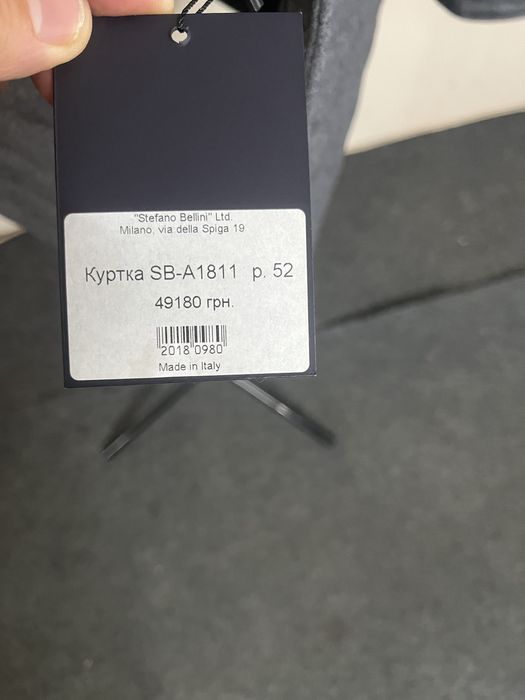 "Stefano Bellini" Ltd.
Milano, via della Spiga 19
Куртка SB-A1811 р. 52
49180 грн.
2018 0980
Made in Italy